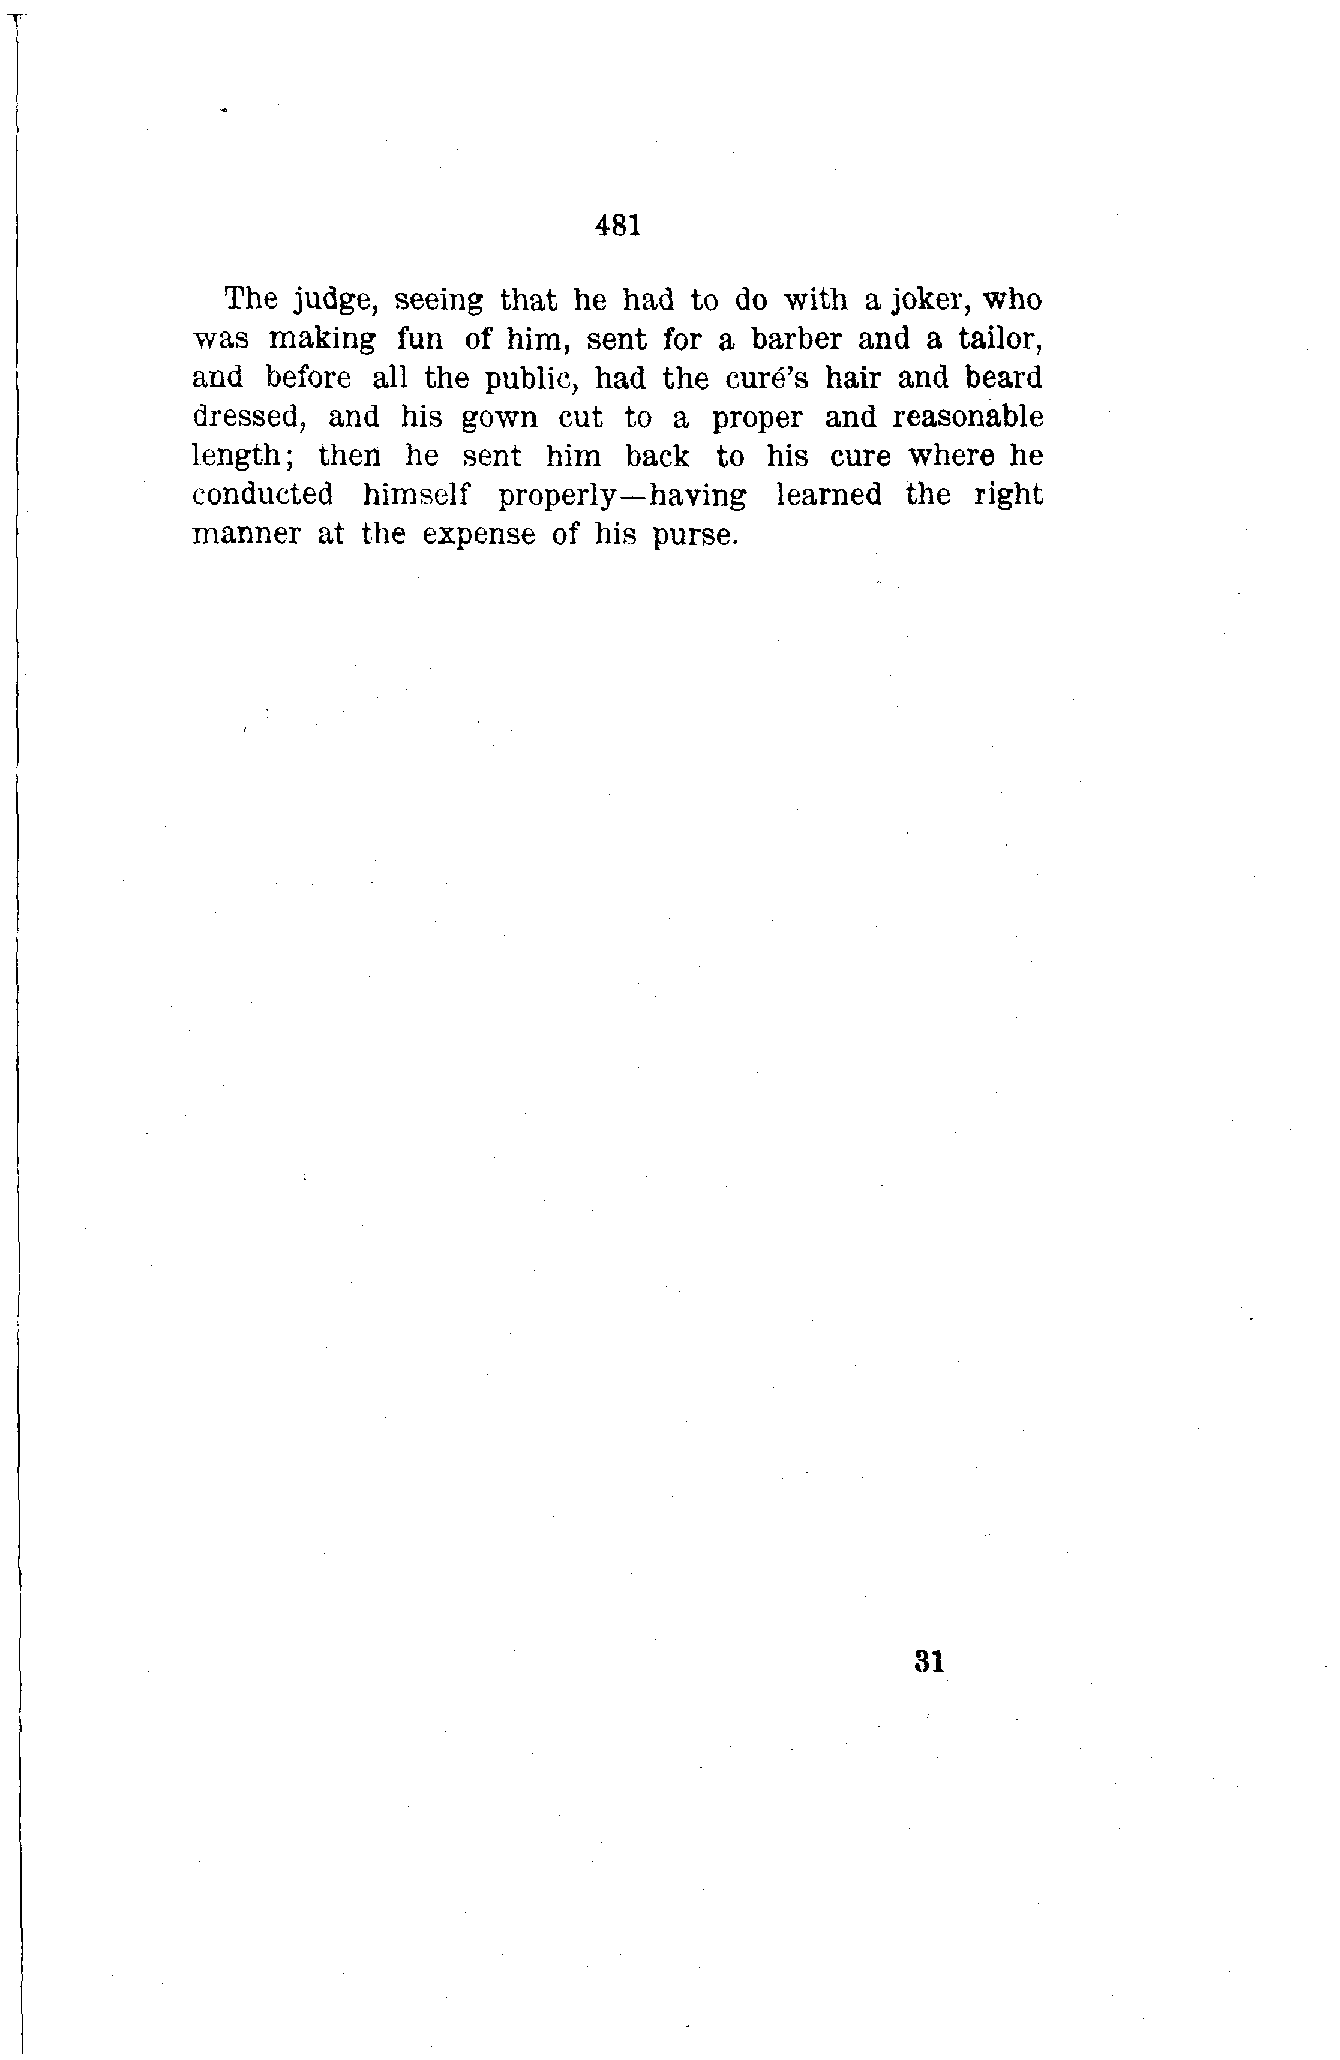 481
The judge, seeing that he had to do with a joker, who
was making fun of him, sent for a barber and a tailor,
and before all the public, had the curé's hair and beard
dressed, and his gown cut to a proper and reasonable
length; then he sent him back to his cure where he
conducted himself properly—having learned the right
manner at the expense of his purse.
31